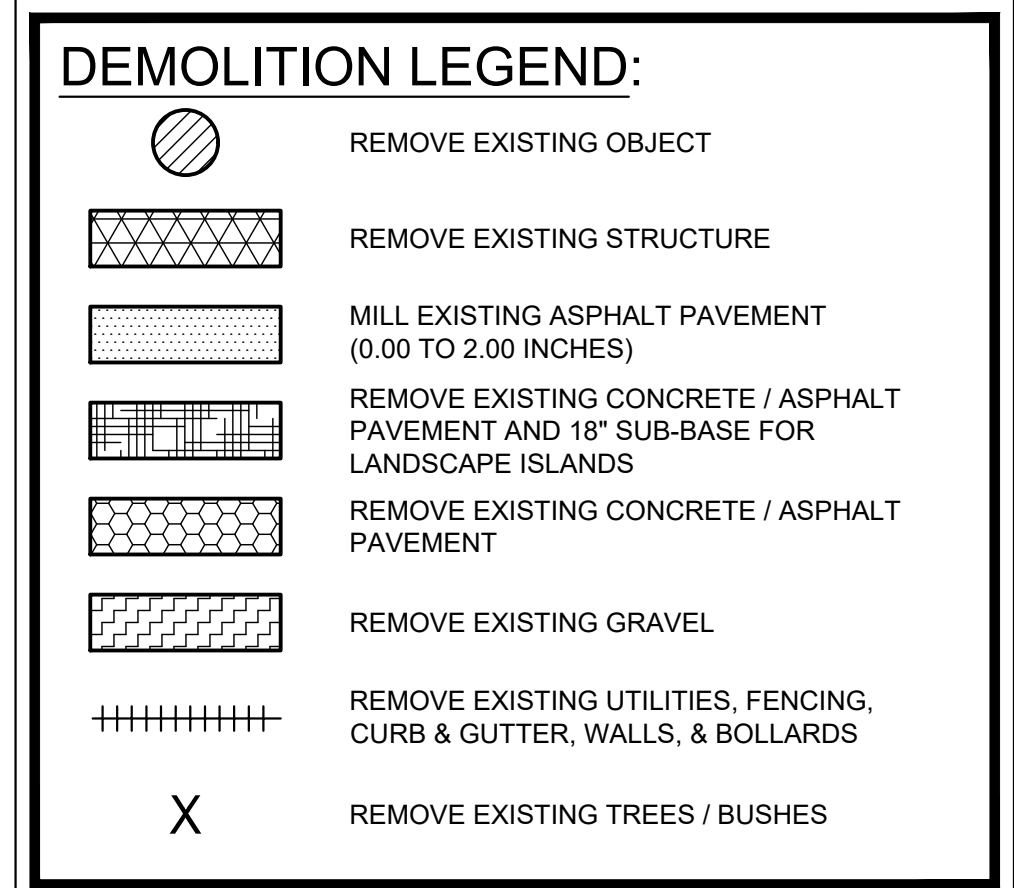 DEMOLITION LEGEND:
REMOVE EXISTING OBJECT
REMOVE EXISTING STRUCTURE
MILL EXISTING ASPHALT PAVEMENT
(0.00 TO 2.00 INCHES)
REMOVE EXISTING CONCRETE / ASPHALT
PAVEMENT AND 18" SUB-BASE FOR
LANDSCAPE ISLANDS
REMOVE EXISTING CONCRETE / ASPHALT
PAVEMENT
REMOVE EXISTING GRAVEL
REMOVE EXISTING UTILITIES, FENCING,
CURB & GUTTER, WALLS, & BOLLARDS
X REMOVE EXISTING TREES / BUSHES